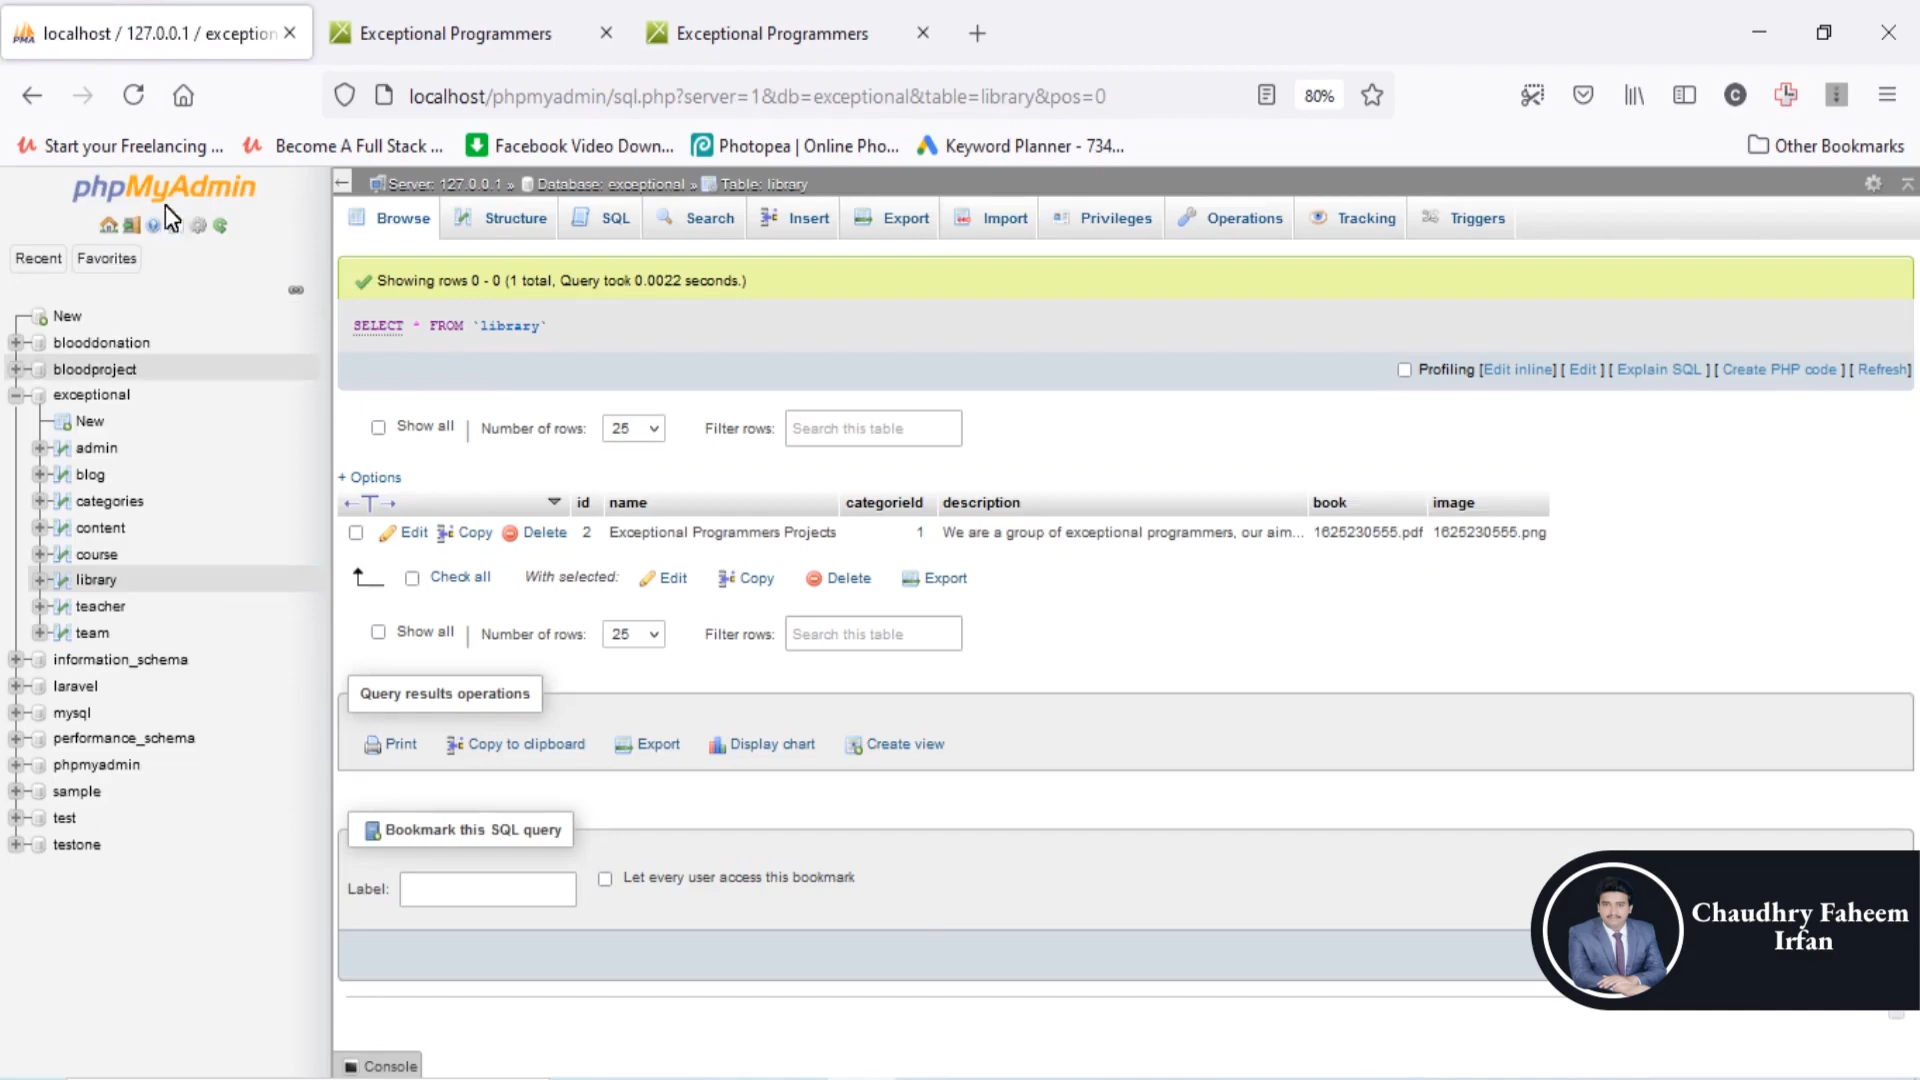 localhost / 127.0.0.1 / exception
Exceptional Programmers
Exceptional Programmers
localhost/phpmyadmin/sql.php?server=1&db=exceptional&table=library&pos=0
80%
Start your Freelancing ...
Become A Full Stack ...
Facebook Video Down...
Photopea | Online Pho...
Keyword Planner - 734...
Other Bookmarks
phpMyAdmin
Recent
Favorites
New
blooddonation
bloodproject
exceptional
New
admin
blog
categories
content
course
library
teacher
team
information_schema
laravel
mysql
performance_schema
phpmyadmin
sample
test
testone
Server: 127.0.0.1 » Database: exceptional » Table: library
Browse
Structure
SQL
Search
Insert
Export
Import
Privileges
Operations
Tracking
Triggers
Showing rows 0 - 0 (1 total, Query took 0.0022 seconds.)
SELECT * FROM `library`
Profiling [Edit inline] [ Edit ] [ Explain SQL ] [ Create PHP code ] [ Refresh]
Show all | Number of rows: 25 Filter rows: Search this table
+ Options
id name categorieId description book image
Edit Copy Delete 2 Exceptional Programmers Projects 1 We are a group of exceptional programmers, our aim... 1625230555.pdf 1625230555.png
Check all With selected: Edit Copy Delete Export
Show all | Number of rows: 25 Filter rows: Search this table
Query results operations
Print Copy to clipboard Export Display chart Create view
Bookmark this SQL query
Label: Let every user access this bookmark
Console
Chaudhry Faheem
Irfan